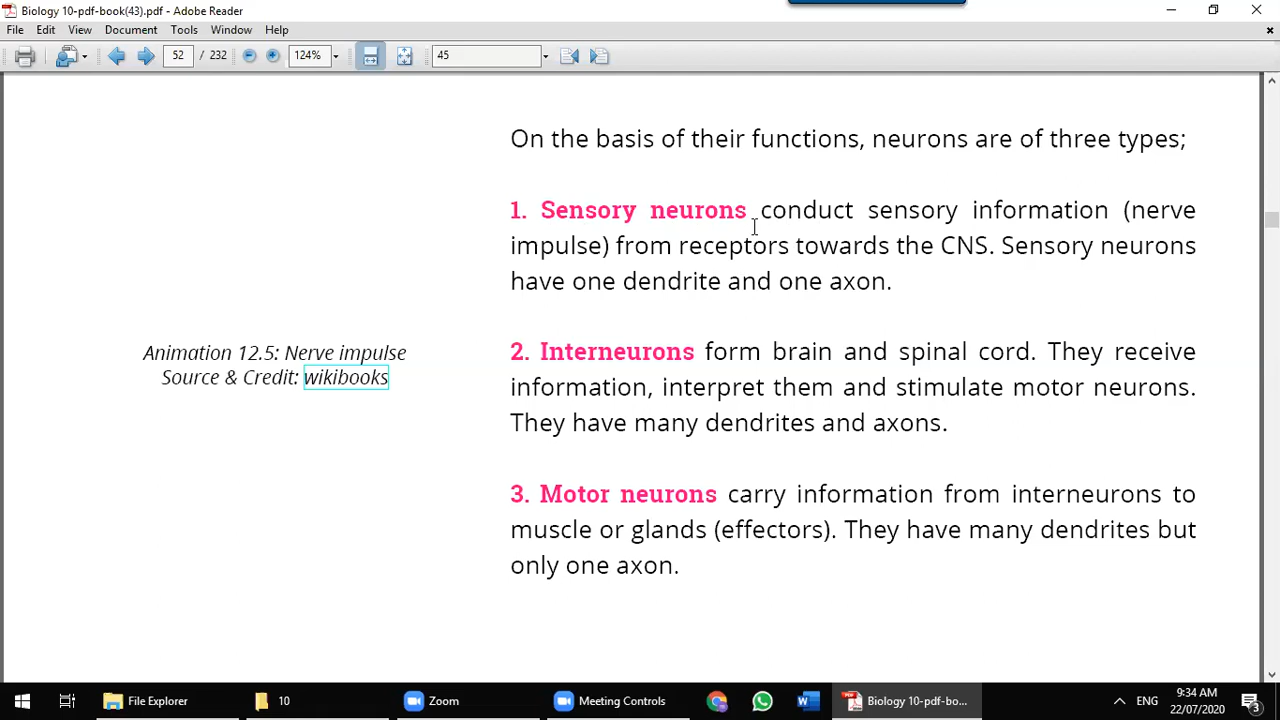 Biology 10-pdf-book(43).pdf - Adobe Reader
File Edit View Document Tools Window Help
52 / 232 124% 45
On the basis of their functions, neurons are of three types;
1. Sensory neurons conduct sensory information (nerve
impulse) from receptors towards the CNS. Sensory neurons
have one dendrite and one axon.
Animation 12.5: Nerve impulse
Source & Credit: wikibooks
2. Interneurons form brain and spinal cord. They receive
information, interpret them and stimulate motor neurons.
They have many dendrites and axons.
3. Motor neurons carry information from interneurons to
muscle or glands (effectors). They have many dendrites but
only one axon.
File Explorer 10 Zoom Meeting Controls Biology 10-pdf-bo... ENG 9:34 AM
22/07/2020 3